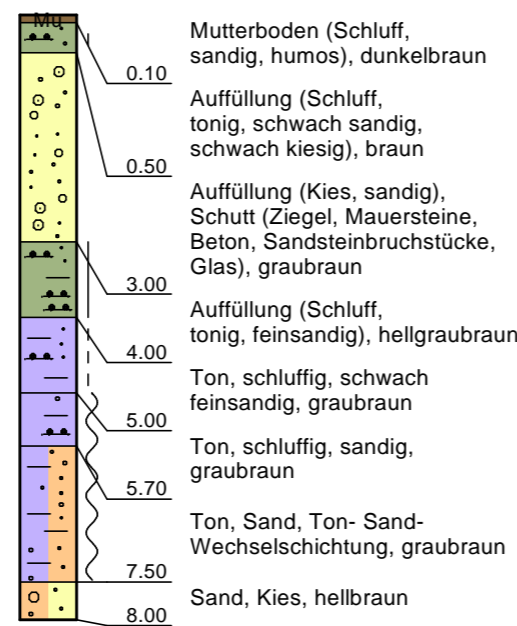 Mu
Mutterboden (Schluff,
sandig, humos), dunkelbraun
0.10
Auffüllung (Schluff,
tonig, schwach sandig,
schwach kiesig), braun
0.50
Auffüllung (Kies, sandig),
Schutt (Ziegel, Mauersteine,
Beton, Sandsteinbruchstücke,
Glas), graubraun
3.00
Auffüllung (Schluff,
tonig, feinsandig), hellgraubraun
4.00
Ton, schluffig, schwach
feinsandig, graubraun
5.00
Ton, schluffig, sandig,
graubraun
5.70
Ton, Sand, Ton- Sand-
Wechselschichtung, graubraun
7.50
Sand, Kies, hellbraun
8.00